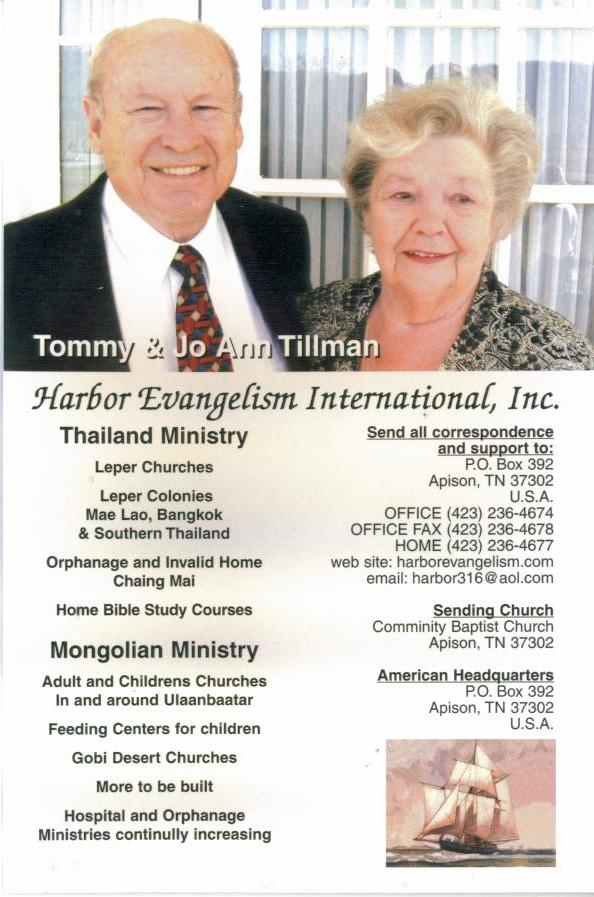 Tommy & Jo Ann Tillman
Harbor Evangelism International, Inc.
Thailand Ministry
Leper Churches
Leper Colonies
Mae Lao, Bangkok
& Southern Thailand
Orphanage and Invalid Home
Chaing Mai
Home Bible Study Courses
Mongolian Ministry
Adult and Childrens Churches
In and around Ulaanbaatar
Feeding Centers for children
Gobi Desert Churches
More to be built
Hospital and Orphanage
Ministries continully increasing
Send all correspondence
and support to:
P.O. Box 392
Apison, TN 37302
U.S.A.
OFFICE (423) 236-4674
OFFICE FAX (423) 236-4678
HOME (423) 236-4677
web site: harborevangelism.com
email: harbor316@aol.com
Sending Church
Comminity Baptist Church
Apison, TN 37302
American Headquarters
P.O. Box 392
Apison, TN 37302
U.S.A.